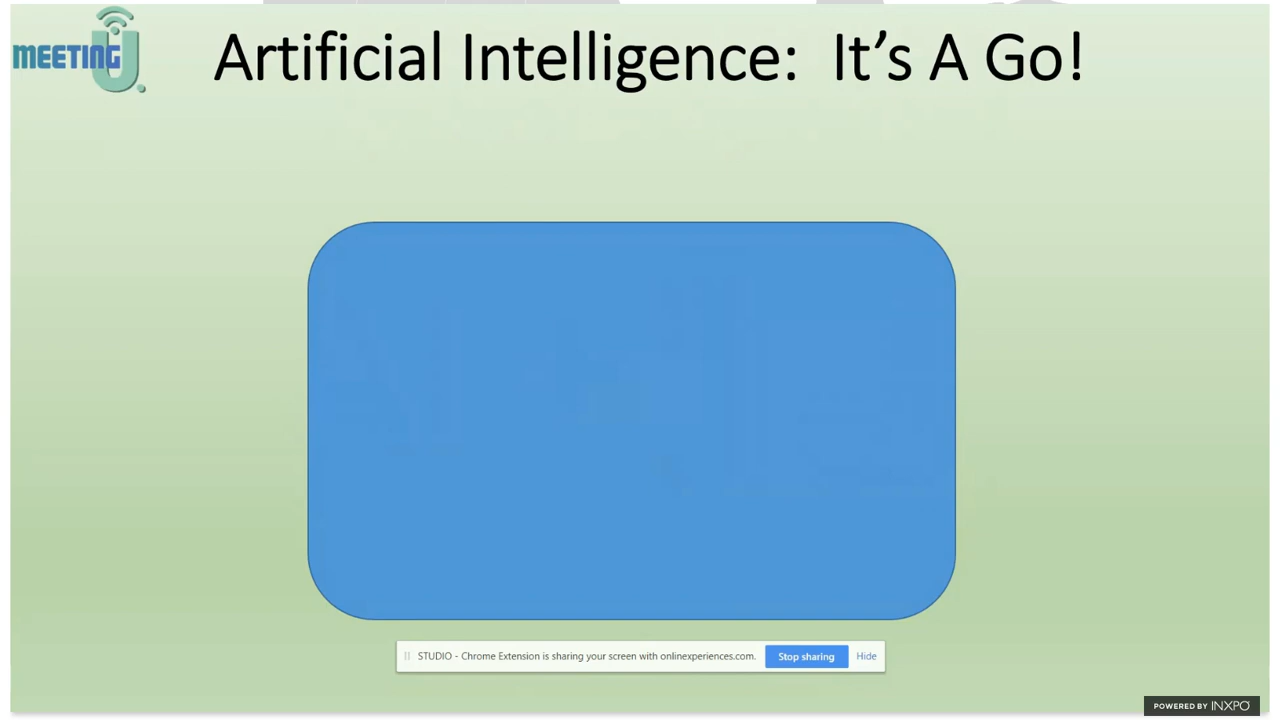 MEETING U
Artificial Intelligence: It's A Go!
STUDIO - Chrome Extension is sharing your screen with onlinexperiences.com. Stop sharing Hide
POWERED BY INXPO